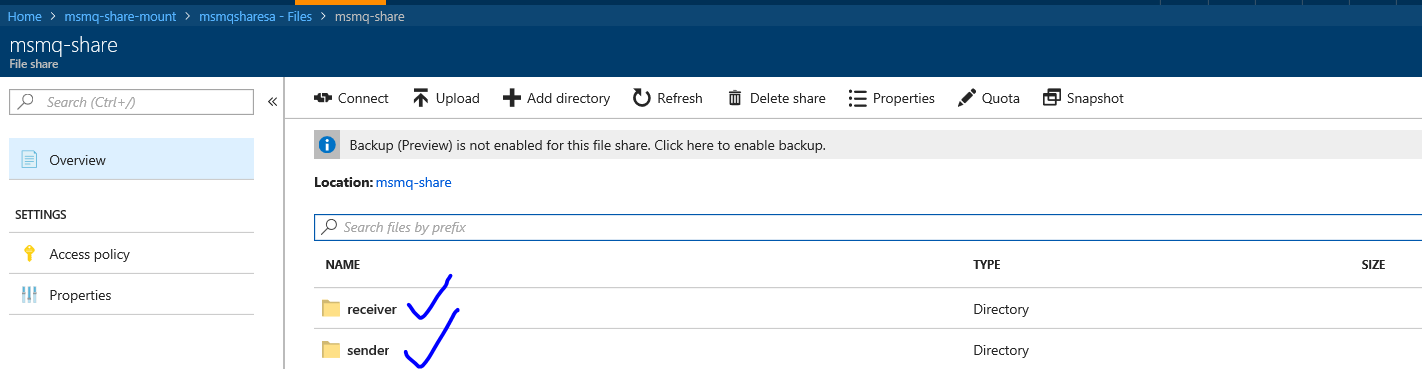 Home > msmq-share-mount > msmqsharesa - Files > msmq-share
msmq-share
File share
Search (Ctrl+/)
«
Overview
SETTINGS
Access policy
Properties
Connect Upload Add directory Refresh Delete share Properties Quota Snapshot
Backup (Preview) is not enabled for this file share. Click here to enable backup.
Location: msmq-share
Search files by prefix
NAME TYPE SIZE
receiver Directory
sender Directory